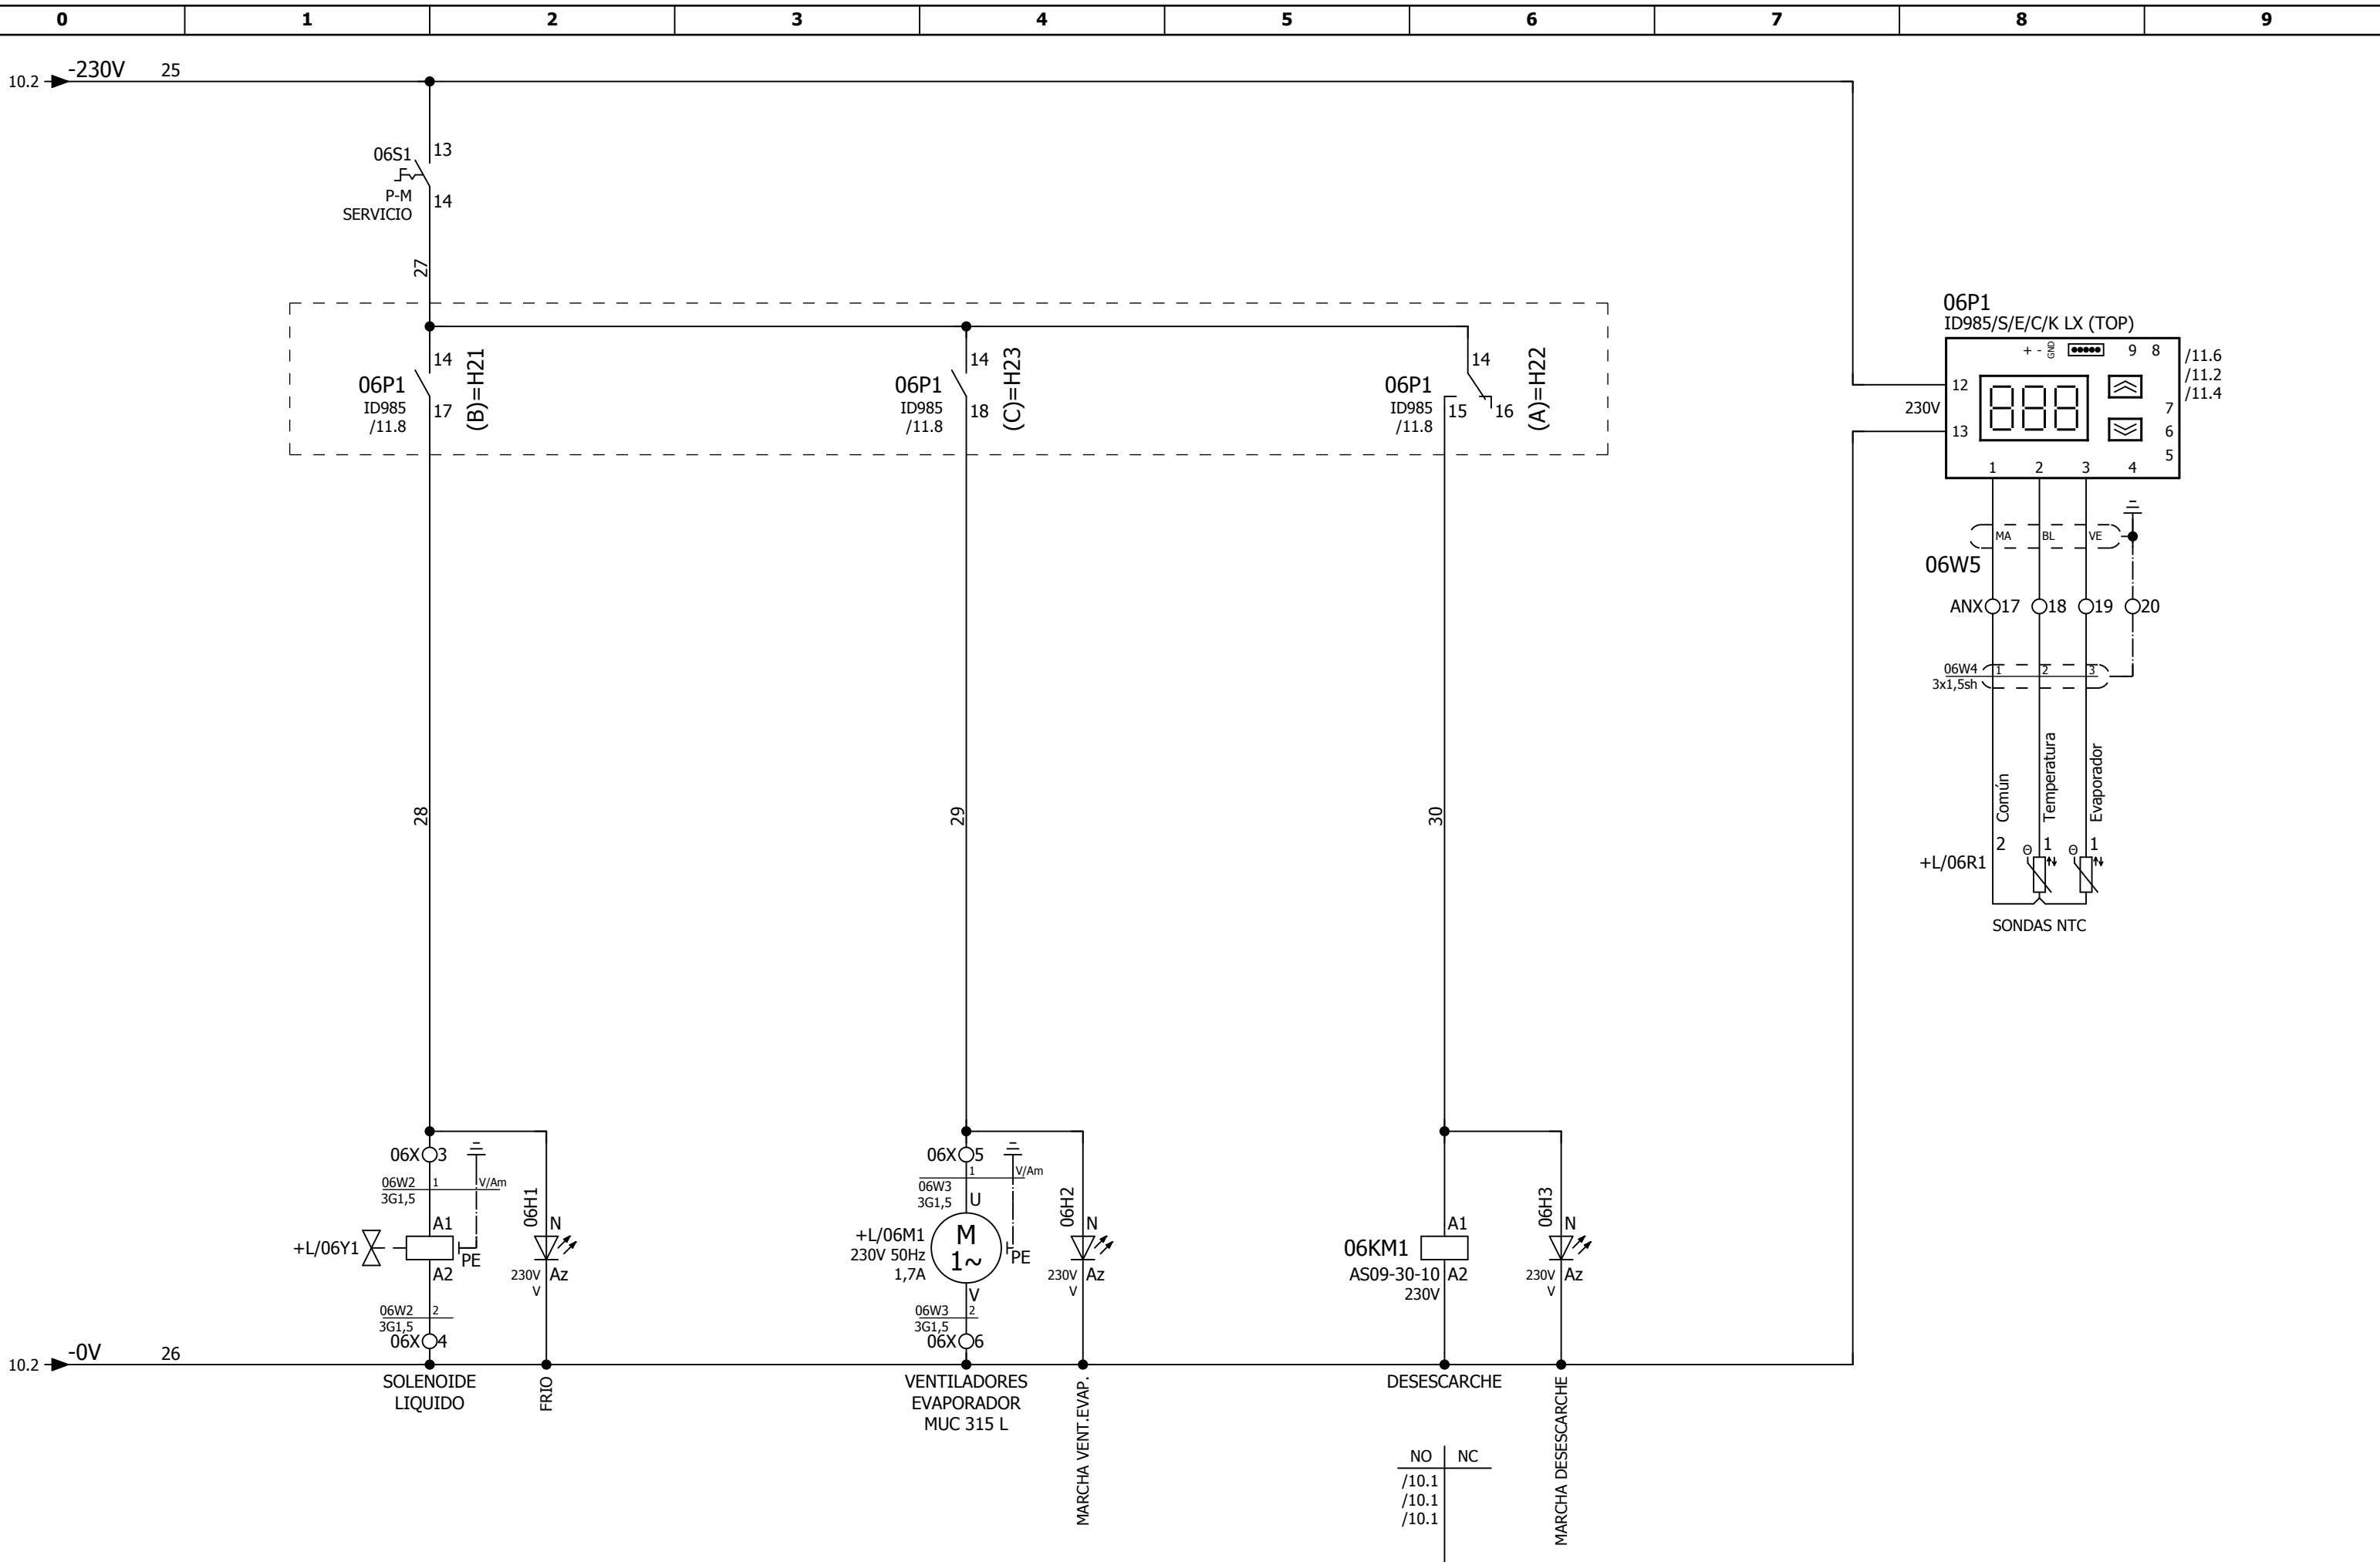 0 1 2 3 4 5 6 7 8 9
10.2 -230V 25
06S1 13
P-M 14
SERVICIO
27
06P1 14 (B)=H21
ID985 17
/11.8
06P1 14 (C)=H23
ID985 18
/11.8
06P1 14 (A)=H22
ID985 15 16
/11.8
06P1
ID985/S/E/C/K LX (TOP)
+ - GND 9 8 /11.6
/11.2
/11.4
12
230V
13
7
6
5
1 2 3 4
MA BL VE
06W5
ANX 17 18 19 20
06W4 1 2 3
3x1,5sh
Común
Temperatura
Evaporador
2 Θ 1 Θ 1
+L/06R1
SONDAS NTC
28
29
30
06X 3
06W2 1 V/Am
3G1,5
A1
+L/06Y1
PE
A2
06W2 2
3G1,5
06X 4
06H1
N
230V Az
V
06X 5
1 V/Am
06W3
3G1,5 U
+L/06M1 M
230V 50Hz 1~ PE
1,7A
V
06W3 2
3G1,5
06X 6
06H2
N
230V Az
V
A1
06KM1
AS09-30-10 A2
230V
06H3
N
230V Az
V
10.2 -0V 26
SOLENOIDE
LIQUIDO
FRIO
VENTILADORES
EVAPORADOR
MUC 315 L
MARCHA VENT.EVAP.
DESESCARCHE
MARCHA DESESCARCHE
NO NC
/10.1
/10.1
/10.1